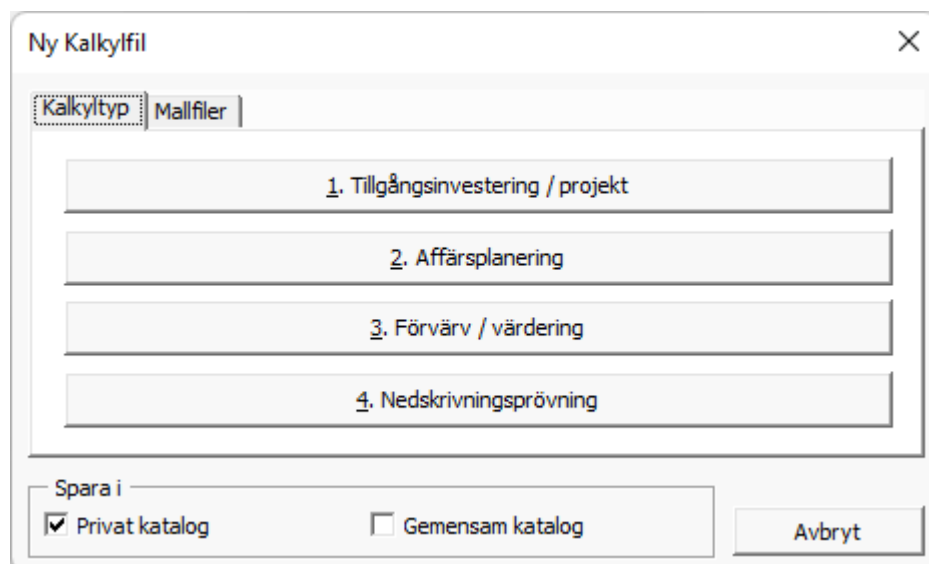 Ny Kalkylfil
Kalkyltyp Mallfiler
1. Tillgångsinvestering / projekt
2. Affärsplanering
3. Förvärv / värdering
4. Nedskrivningsprövning
Spara i
Privat katalog Gemensam katalog
Avbryt